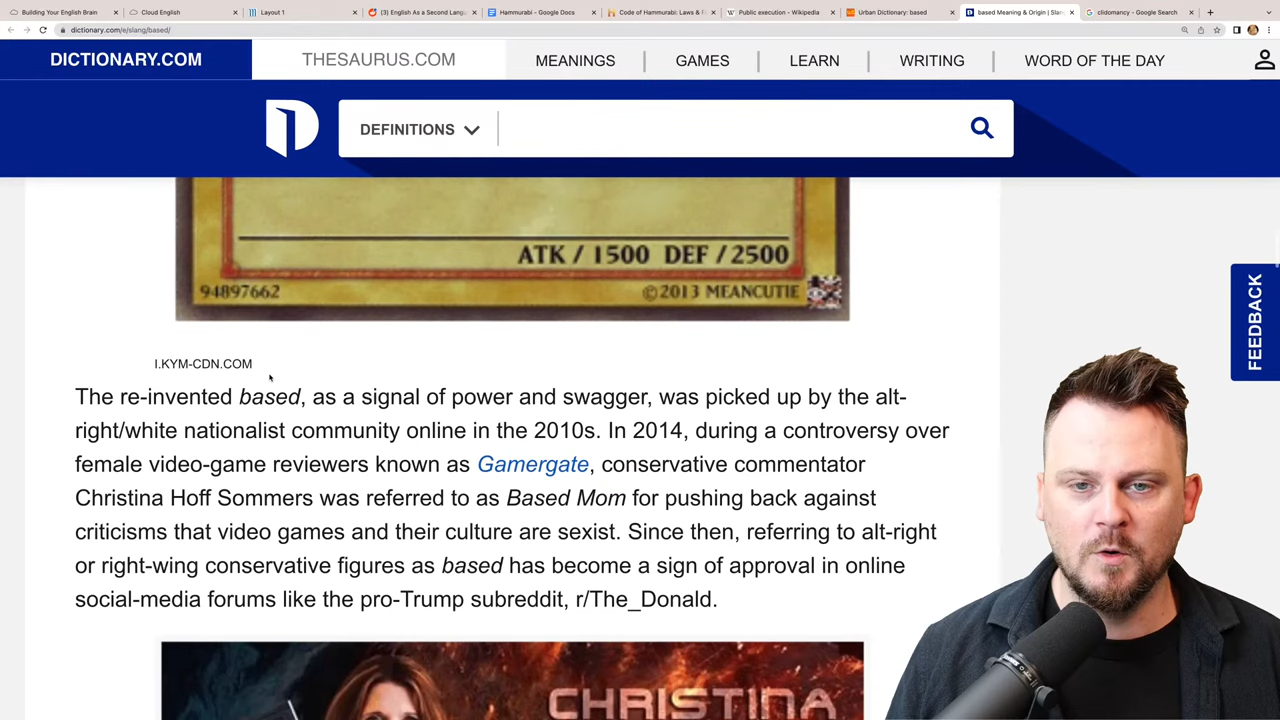 Building Your English Brain
Cloud English
Layout 1
(3) English As a Second Lang
Hammurabi - Google Docs
Code of Hammurabi: Laws & F
Public execution - Wikipedia
Urban Dictionary: based
based Meaning & Origin | Slan
clidomancy - Google Search
dictionary.com/e/slang/based/
DICTIONARY.COM
THESAURUS.COM
MEANINGS
GAMES
LEARN
WRITING
WORD OF THE DAY
DEFINITIONS
ATK / 1500 DEF / 2500
94897662
©2013 MEANCUTIE
FEEDBACK
I.KYM-CDN.COM
The re-invented based, as a signal of power and swagger, was picked up by the alt-
right/white nationalist community online in the 2010s. In 2014, during a controversy over
female video-game reviewers known as Gamergate, conservative commentator
Christina Hoff Sommers was referred to as Based Mom for pushing back against
criticisms that video games and their culture are sexist. Since then, referring to alt-right
or right-wing conservative figures as based has become a sign of approval in online
social-media forums like the pro-Trump subreddit, r/The_Donald.
CHRISTINA